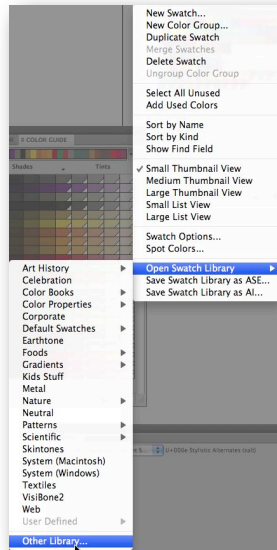 New Swatch...
New Color Group...
Duplicate Swatch
Merge Swatches
Delete Swatch
Ungroup Color Group
Select All Unused
Add Used Colors
Sort by Name
Sort by Kind
Show Find Field
✓ Small Thumbnail View
Medium Thumbnail View
Large Thumbnail View
Small List View
Large List View
Swatch Options...
Spot Colors...
Open Swatch Library
Save Swatch Library as ASE...
Save Swatch Library as AI...
COLOR GUIDE
Shades Tints
Art History
Celebration
Color Books
Color Properties
Corporate
Default Swatches
Earthtone
Foods
Gradients
Kids Stuff
Metal
Nature
Neutral
Patterns
Scientific
Skintones
System (Macintosh)
System (Windows)
Textiles
VisiBone2
Web
User Defined
Other Library...
U+006e Stylistic Alternates (salt)